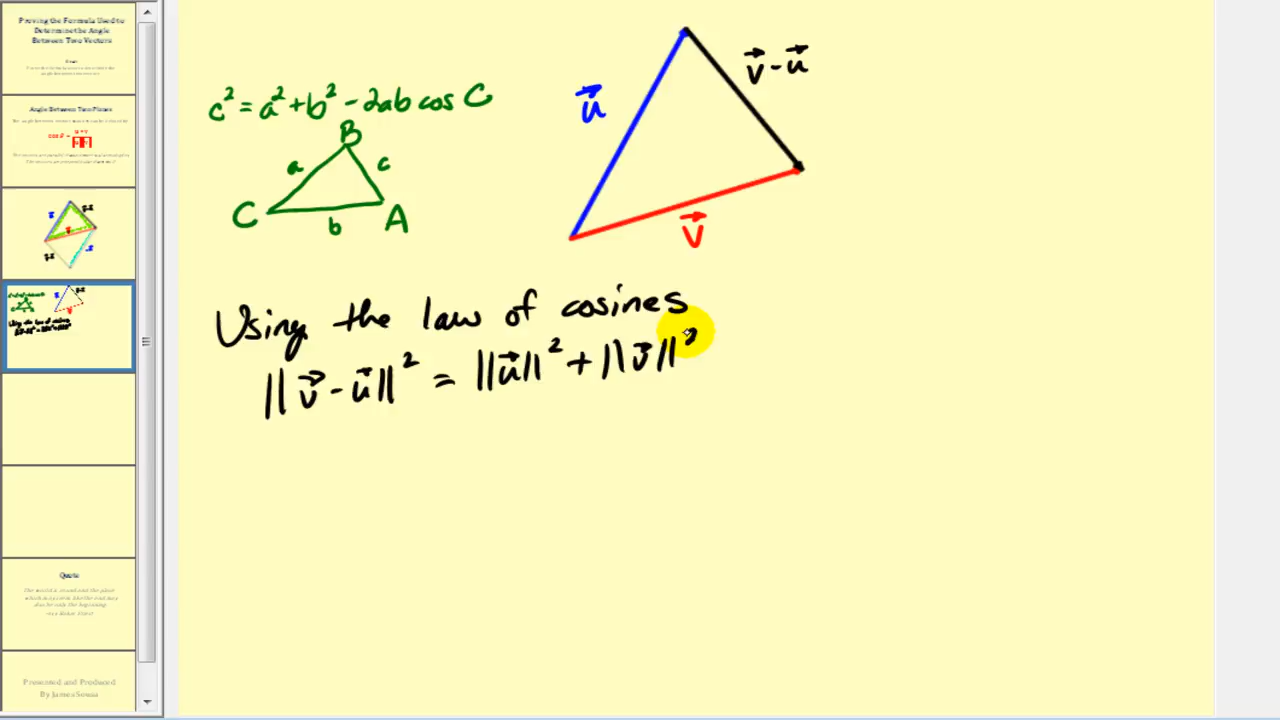 Proving the Formula Used to
Determine the Angle
Between Two Vectors
Angle Between Two Planes
c² = a² + b² - 2ab cos C
B
a
c
C
b
A
u⃗
v⃗ - u⃗
v⃗
Using the law of cosines
||v⃗ - u⃗||² = ||u⃗||² + ||v⃗||²
Quote
Presented and Produced
By James Sousa